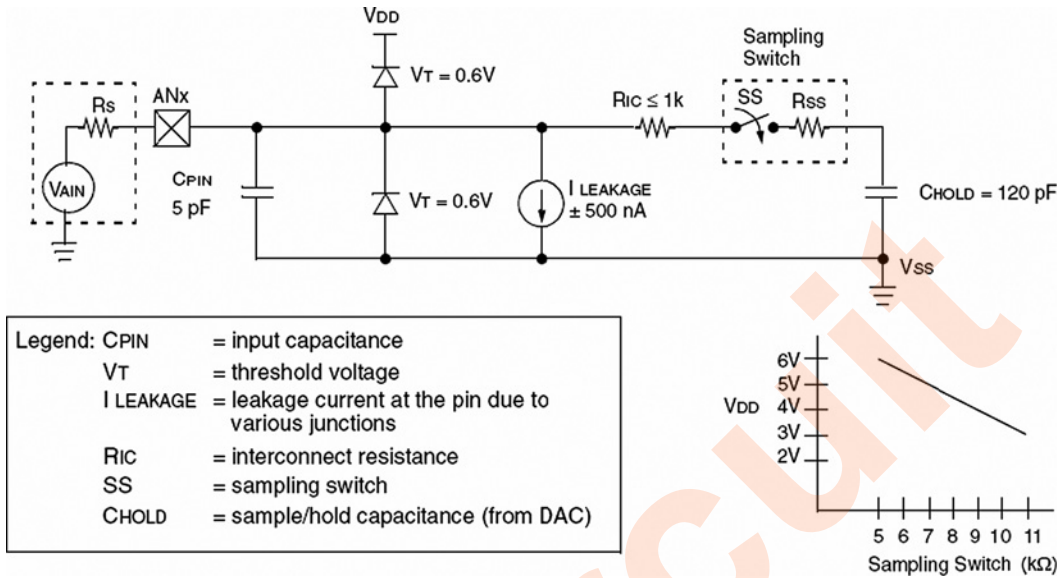 VDD
Sampling
Switch
VT = 0.6V
RS
ANx
RIC ≤ 1k
SS
RSS
VAIN
CPIN
5 pF
VT = 0.6V
I LEAKAGE
± 500 nA
CHOLD = 120 pF
VSS
Legend: CPIN = input capacitance
VT = threshold voltage
I LEAKAGE = leakage current at the pin due to
various junctions
RIC = interconnect resistance
SS = sampling switch
CHOLD = sample/hold capacitance (from DAC)
6V
5V
VDD 4V
3V
2V
5 6 7 8 9 10 11
Sampling Switch (kΩ)
cuit